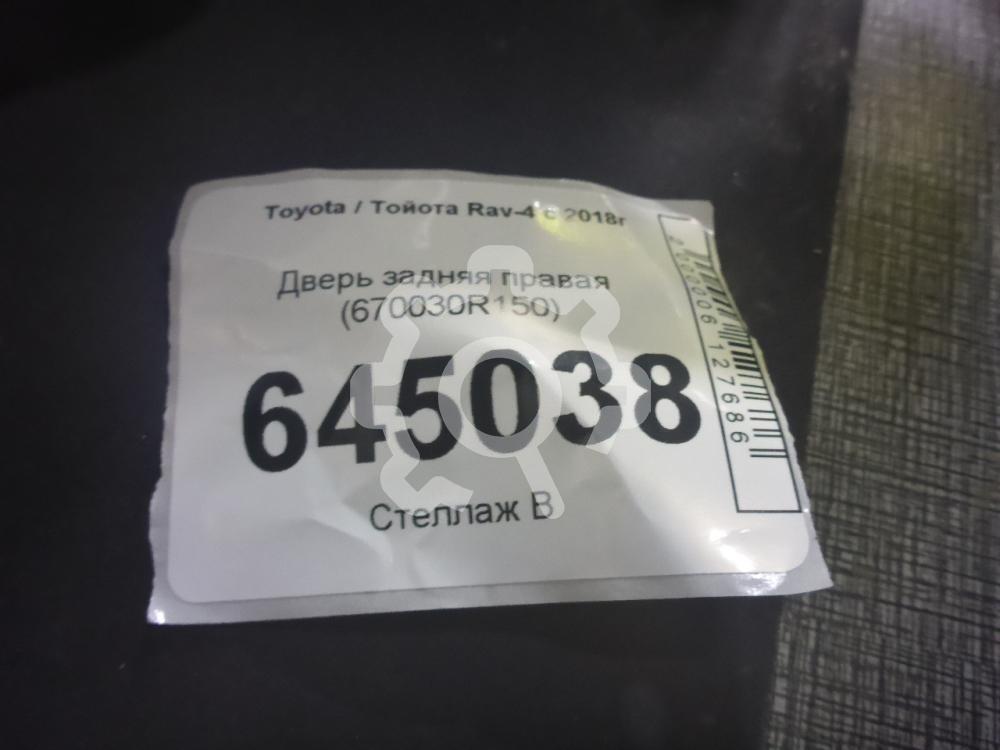 Toyota / Тойота Rav-4 с 2018г
Дверь задняя правая
(670030R150)
645038
Стеллаж В
2000006127686